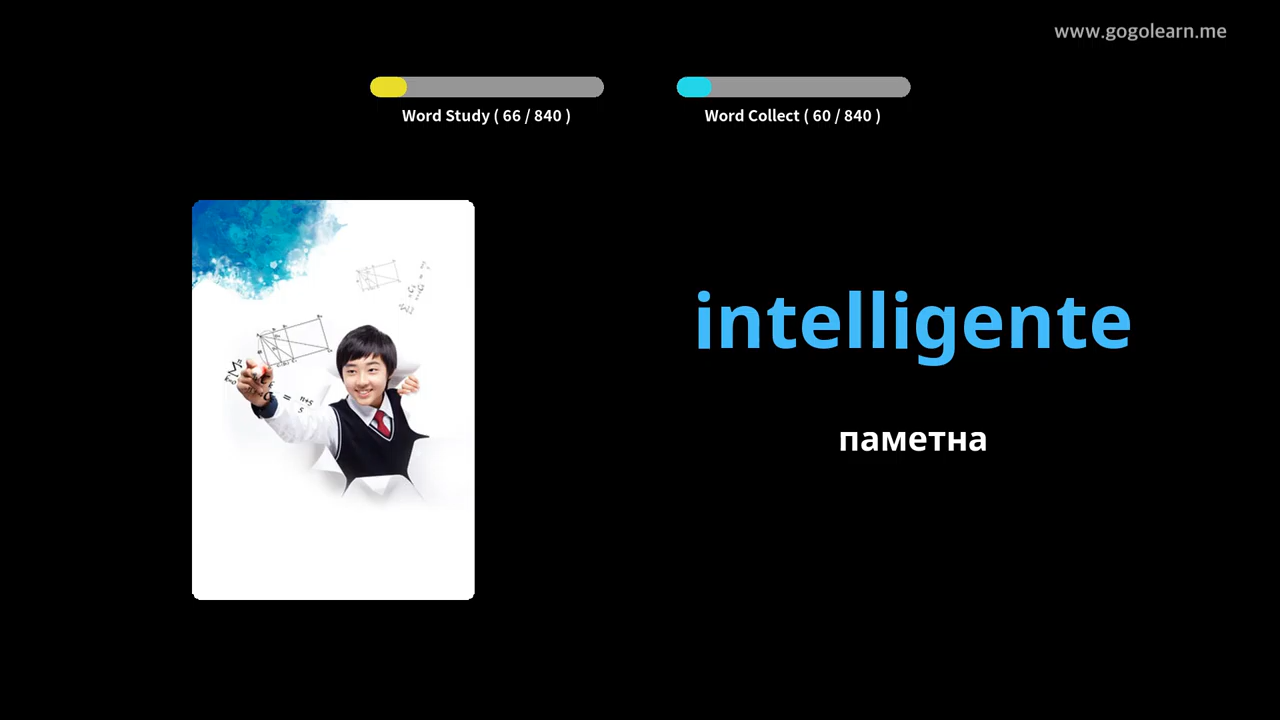 www.gogolearn.me
Word Study ( 66 / 840 )
Word Collect ( 60 / 840 )
intelligente
паметна